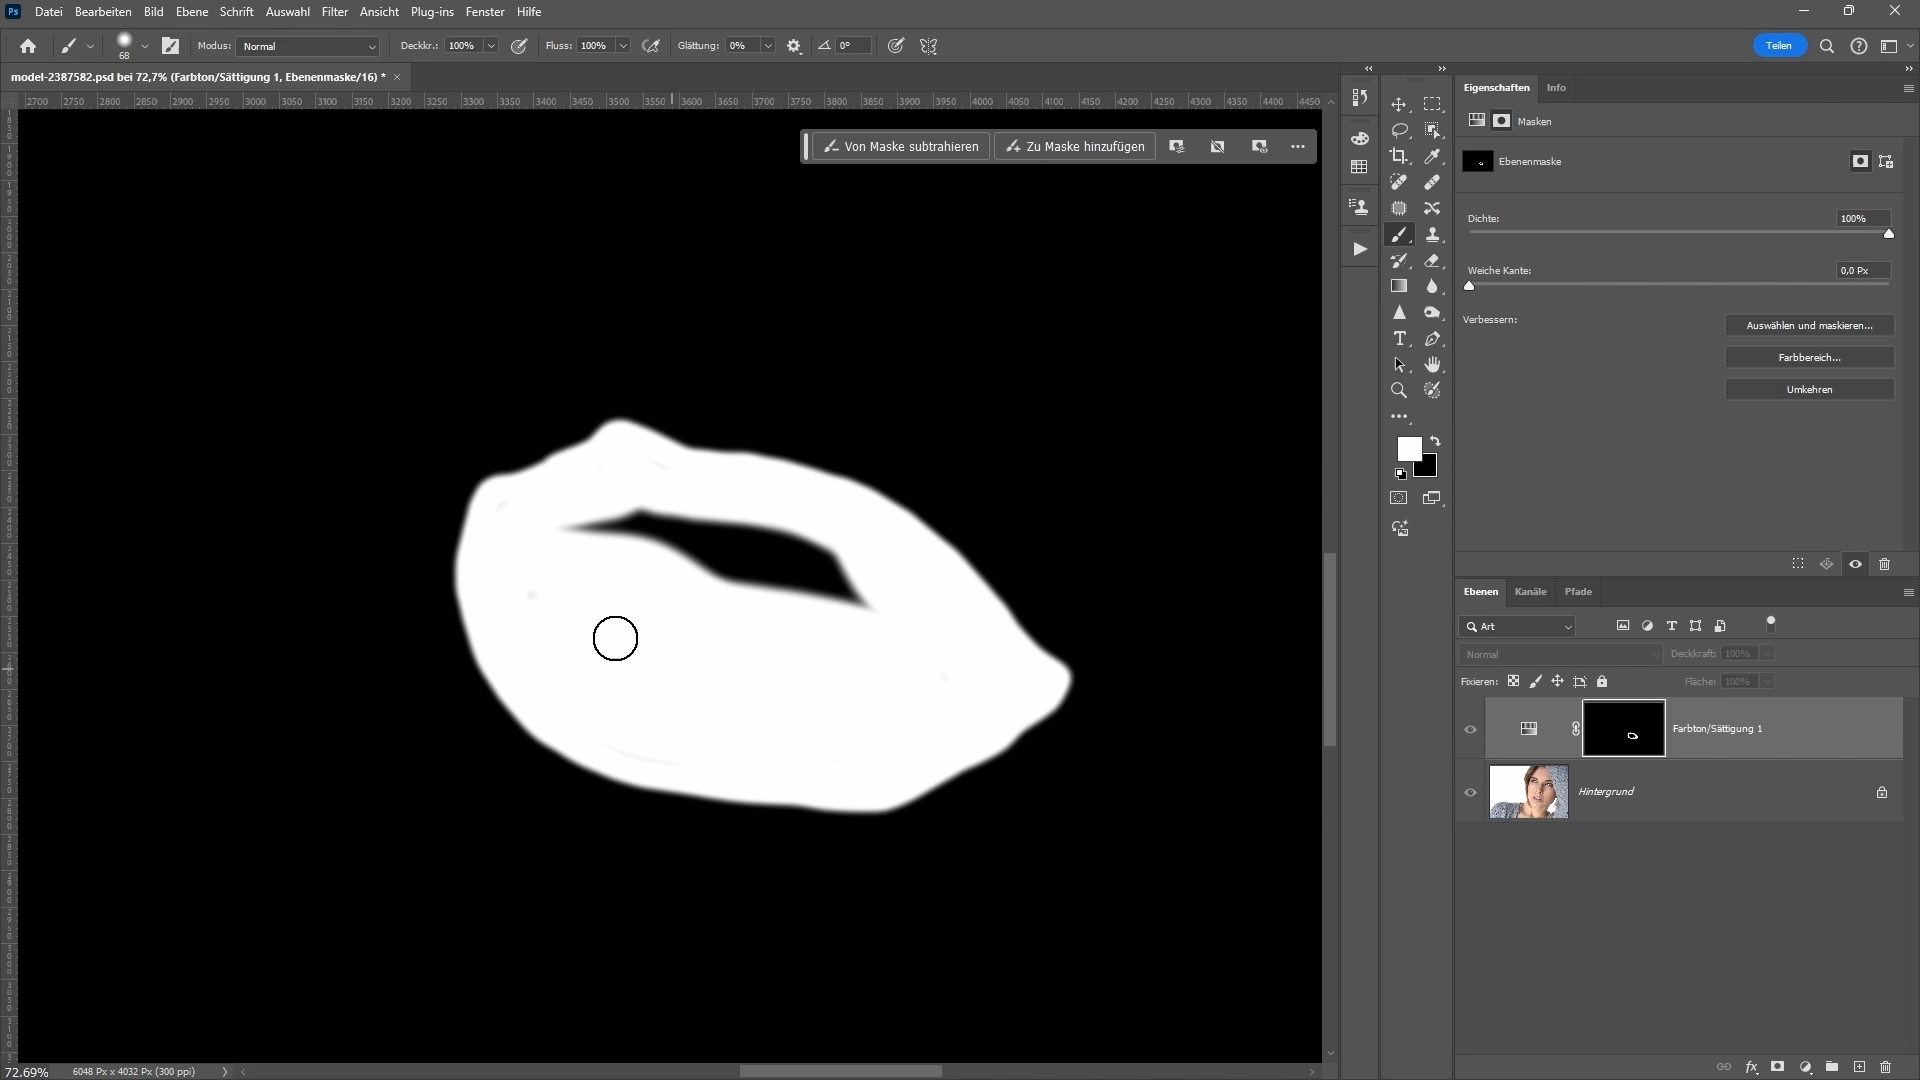 Ps Datei Bearbeiten Bild Ebene Schrift Auswahl Filter Ansicht Plug-ins Fenster Hilfe
68 Modus: Normal Deckkr.: 100% Fluss: 100% Glättung: 0% 0° Teilen
model-2387582.psd bei 72,7% (Farbton/Sättigung 1, Ebenenmaske/16) *
2700 2750 2800 2850 2900 2950 3000 3050 3100 3150 3200 3250 3300 3350 3400 3450 3500 3550 3600 3650 3700 3750 3800 3850 3900 3950 4000 4050 4100 4150 4200 4250 4300 4350 4400 4450
Von Maske subtrahieren Zu Maske hinzufügen
Eigenschaften Info
Masken
Ebenenmaske
Dichte: 100%
Weiche Kante: 0,0 Px
Verbessern: Auswählen und maskieren...
Farbbereich...
Umkehren
Ebenen Kanäle Pfade
Art
Normal Deckkraft: 100%
Fixieren: Fläche: 100%
Farbton/Sättigung 1
Hintergrund
72,69% 6048 Px x 4032 Px (300 ppi)